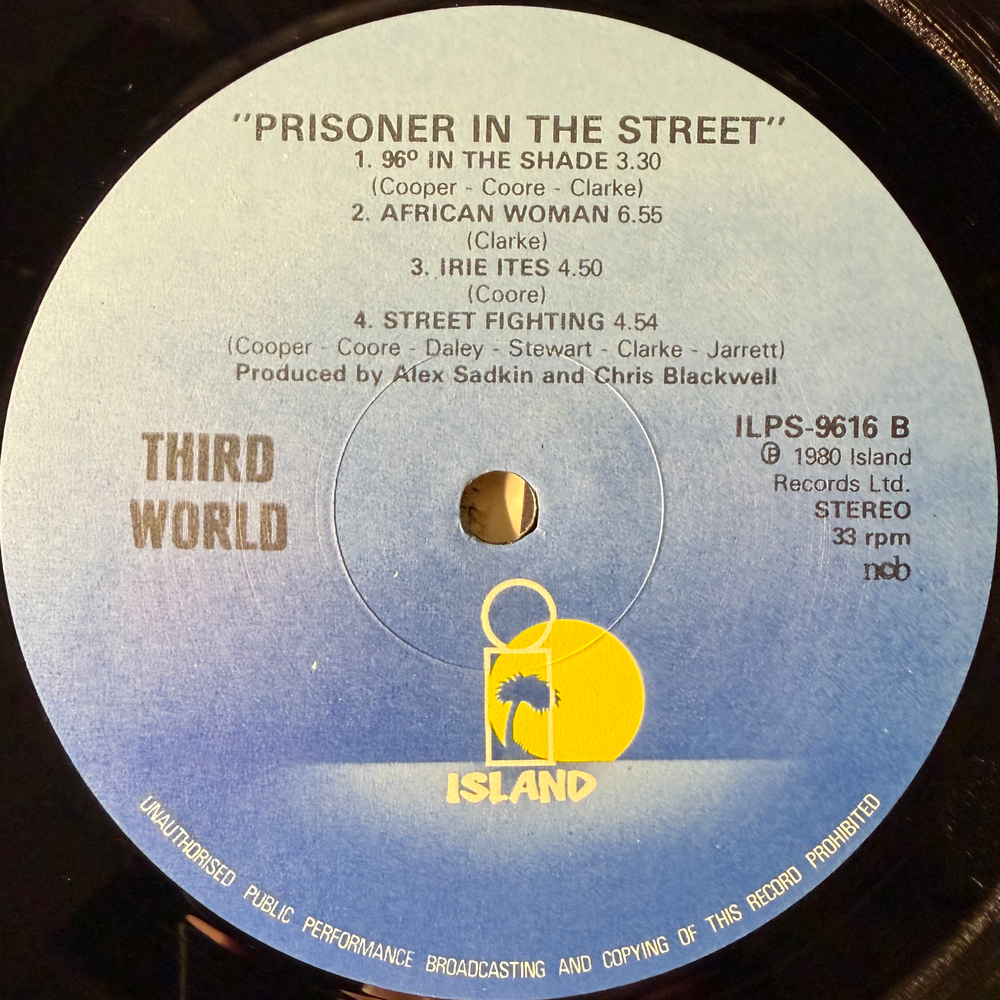 "PRISONER IN THE STREET"
1. 96º IN THE SHADE 3.30
(Cooper - Coore - Clarke)
2. AFRICAN WOMAN 6.55
(Clarke)
3. IRIE ITES 4.50
(Coore)
4. STREET FIGHTING 4.54
(Cooper - Coore - Daley - Stewart - Clarke - Jarrett)
Produced by Alex Sadkin and Chris Blackwell
THIRD
WORLD
ILPS-9616 B
Ⓟ 1980 Island
Records Ltd.
STEREO
33 rpm
ncb
ISLAND
UNAUTHORISED PUBLIC PERFORMANCE BROADCASTING AND COPYING OF THIS RECORD PROHIBITED